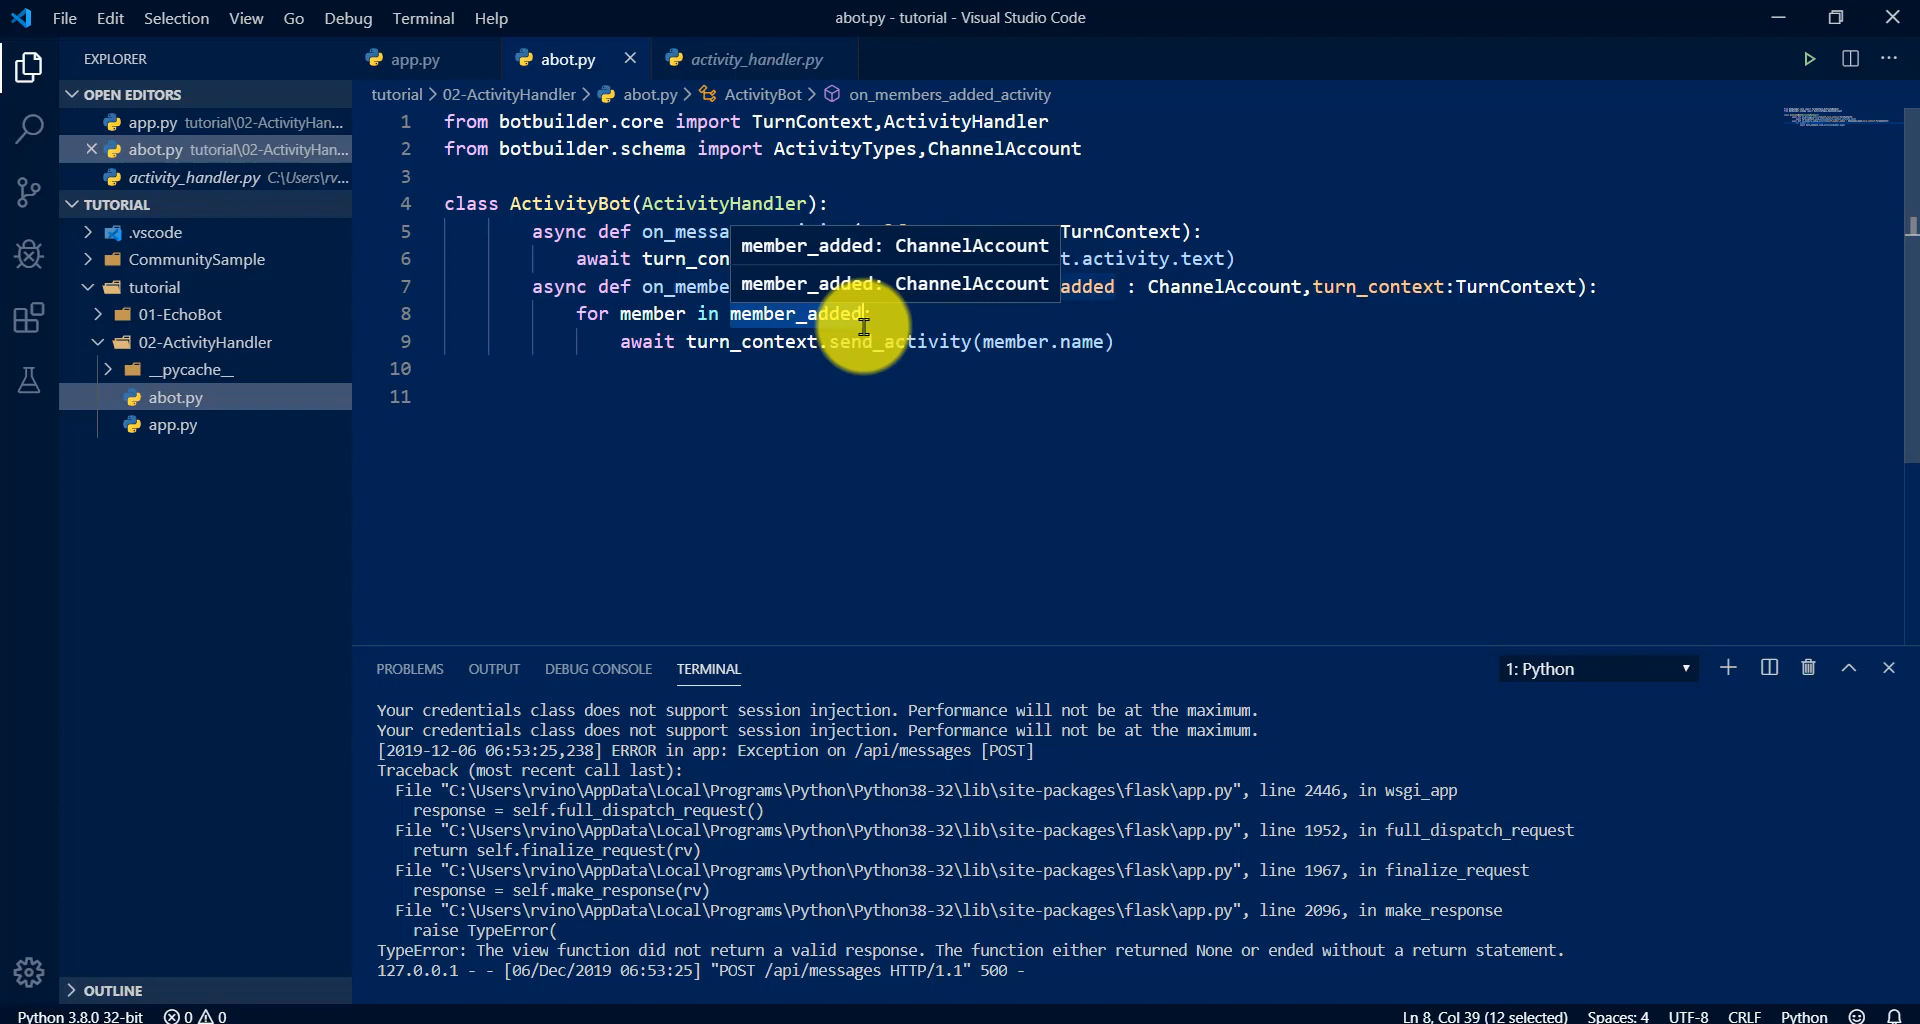 File Edit Selection View Go Debug Terminal Help
abot.py - tutorial - Visual Studio Code
EXPLORER
OPEN EDITORS
app.py tutorial\02-ActivityHan...
abot.py tutorial\02-ActivityHan...
activity_handler.py C:\Users\rv...
TUTORIAL
.vscode
CommunitySample
tutorial
01-EchoBot
02-ActivityHandler
__pycache__
abot.py
app.py
OUTLINE
app.py abot.py activity_handler.py
tutorial > 02-ActivityHandler > abot.py > ActivityBot > on_members_added_activity
1 from botbuilder.core import TurnContext,ActivityHandler
2 from botbuilder.schema import ActivityTypes,ChannelAccount
3
4 class ActivityBot(ActivityHandler):
5 async def on_messa TurnContext):
6 await turn_con t.activity.text)
7 async def on_membe added : ChannelAccount,turn_context:TurnContext):
8 for member in member_added:
9 await turn_context.send_activity(member.name)
10
11
member_added: ChannelAccount
member_added: ChannelAccount
PROBLEMS OUTPUT DEBUG CONSOLE TERMINAL
1: Python
Your credentials class does not support session injection. Performance will not be at the maximum.
Your credentials class does not support session injection. Performance will not be at the maximum.
[2019-12-06 06:53:25,238] ERROR in app: Exception on /api/messages [POST]
Traceback (most recent call last):
File "C:\Users\rvino\AppData\Local\Programs\Python\Python38-32\lib\site-packages\flask\app.py", line 2446, in wsgi_app
response = self.full_dispatch_request()
File "C:\Users\rvino\AppData\Local\Programs\Python\Python38-32\lib\site-packages\flask\app.py", line 1952, in full_dispatch_request
return self.finalize_request(rv)
File "C:\Users\rvino\AppData\Local\Programs\Python\Python38-32\lib\site-packages\flask\app.py", line 1967, in finalize_request
response = self.make_response(rv)
File "C:\Users\rvino\AppData\Local\Programs\Python\Python38-32\lib\site-packages\flask\app.py", line 2096, in make_response
raise TypeError(
TypeError: The view function did not return a valid response. The function either returned None or ended without a return statement.
127.0.0.1 - - [06/Dec/2019 06:53:25] "POST /api/messages HTTP/1.1" 500 -
Python 3.8.0 32-bit 0 0 Ln 8, Col 39 (12 selected) Spaces: 4 UTF-8 CRLF Python